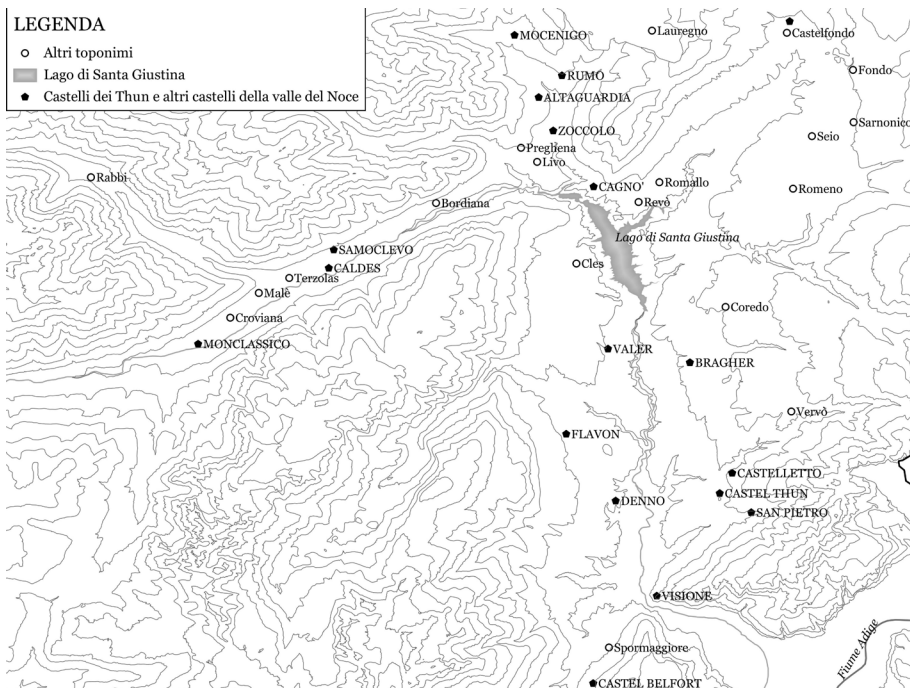 LEGENDA
Altri toponimi
Lago di Santa Giustina
Castelli dei Thun e altri castelli della valle del Noce
MOCENIGO
Lauregno
Castelfondo
RUMO
Fondo
ALTAGUARDIA
Sarnonico
ZOCCOLO
Seio
Preghena
Livo
Rabbi
CAGNO'
Romallo
Romeno
Bordiana
Revò
Lago di Santa Giustina
SAMOCLEVO
CALDES
Cles
Terzolas
Malè
Coredo
Croviana
MONCLASSICO
VALER
BRAGHER
Vervò
FLAVON
CASTELLETTO
CASTEL THUN
DENNO
SAN PIETRO
VISIONE
Fiume Adige
Spormaggiore
CASTEL BELFORT